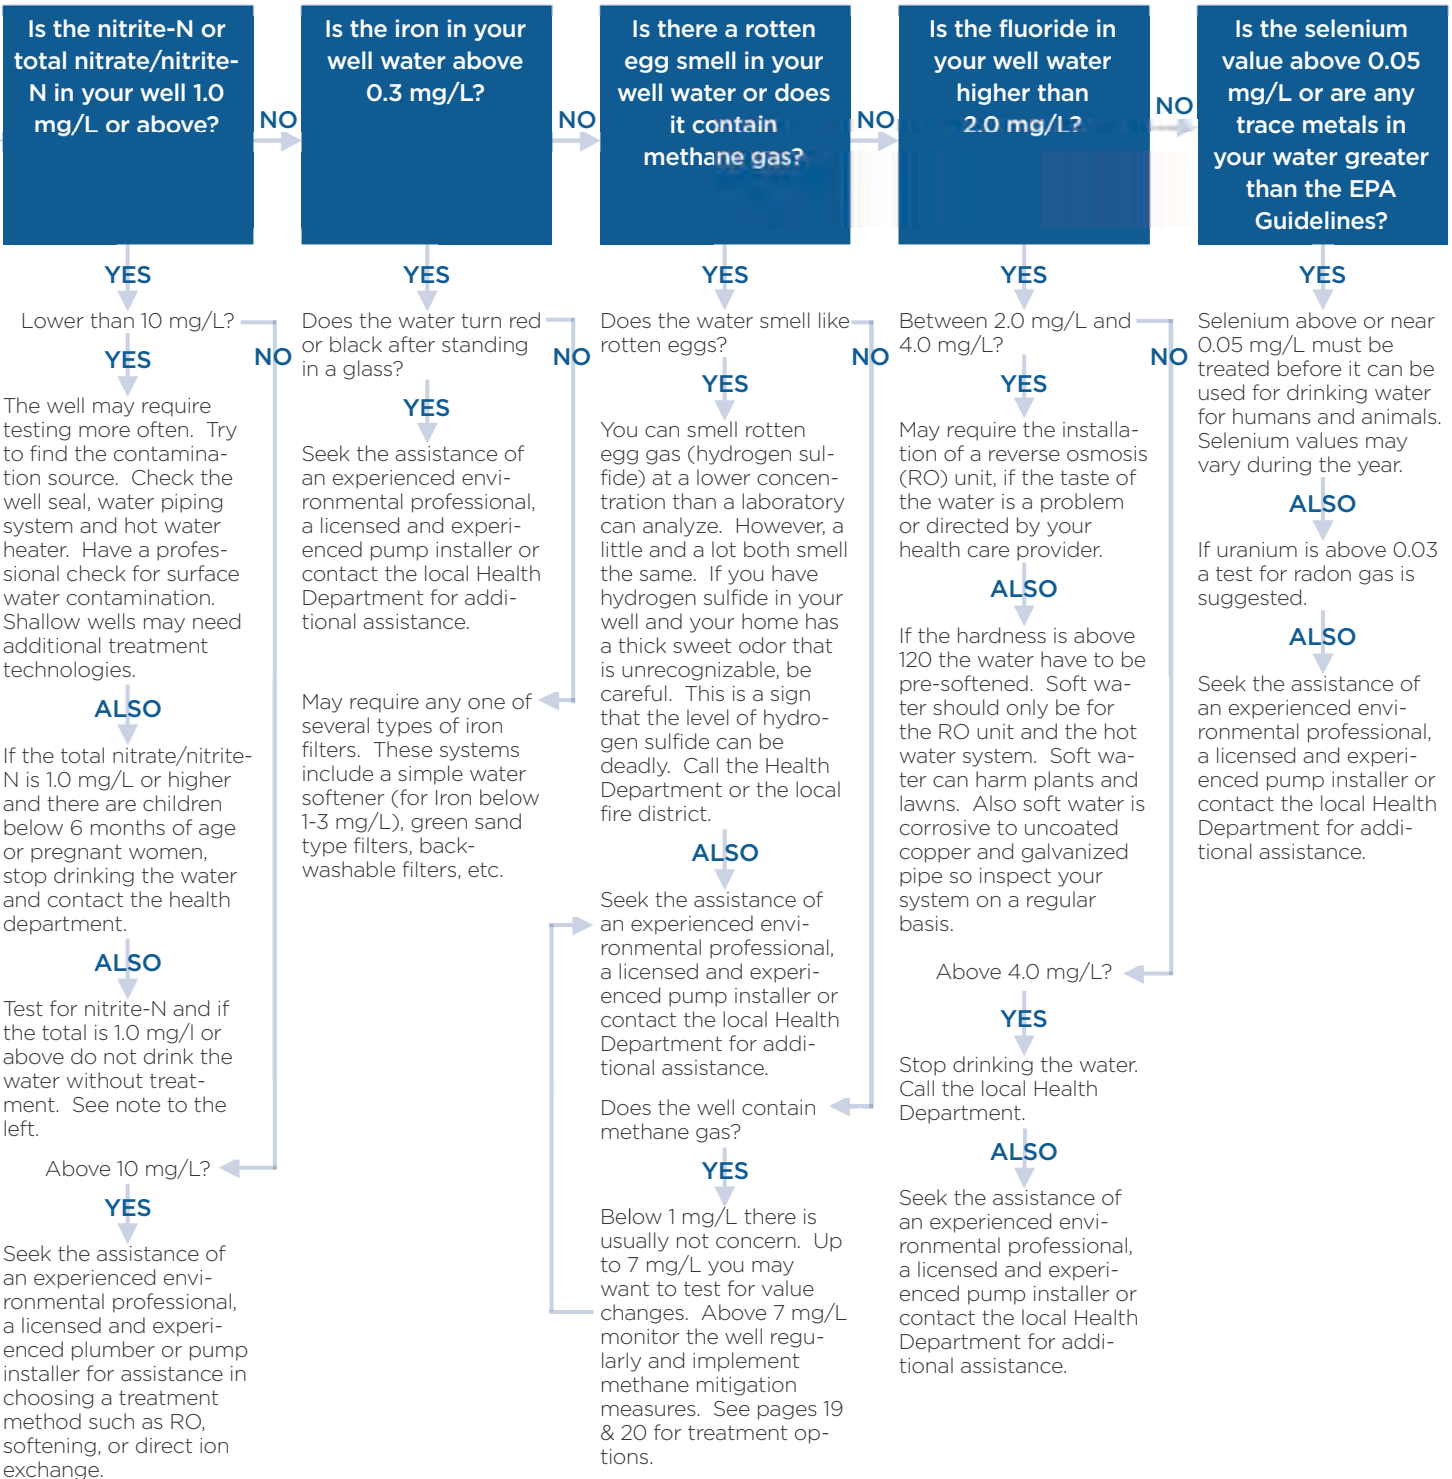 Is the nitrite-N or
total nitrate/nitrite-
N in your well 1.0
mg/L or above?
NO
YES
Lower than 10 mg/L?
NO
YES
The well may require
testing more often.  Try
to find the contamina-
tion source.  Check the
well seal, water piping
system and hot water
heater.  Have a profes-
sional check for surface
water contamination.
Shallow wells may need
additional treatment
technologies.
ALSO
If the total nitrate/nitrite-
N is 1.0 mg/L or higher
and there are children
below 6 months of age
or pregnant women,
stop drinking the water
and contact the health
department.
ALSO
Test for nitrite-N and if
the total is 1.0 mg/l or
above do not drink the
water without treat-
ment.  See note to the
left.
Above 10 mg/L?
YES
Seek the assistance of
an experienced envi-
ronmental professional,
a licensed and experi-
enced plumber or pump
installer for assistance in
choosing a treatment
method such as RO,
softening, or direct ion
exchange.
Is the iron in your
well water above
0.3 mg/L?
NO
YES
Does the water turn red
or black after standing
in a glass?
NO
YES
Seek the assistance of
an experienced envi-
ronmental professional,
a licensed and experi-
enced pump installer or
contact the local Health
Department for addi-
tional assistance.
May require any one of
several types of iron
filters.  These systems
include a simple water
softener (for Iron below
1-3 mg/L), green sand
type filters, back-
washable filters, etc.
Is there a rotten
egg smell in your
well water or does
it contain
methane gas?
NO
YES
Does the water smell like
rotten eggs?
NO
YES
You can smell rotten
egg gas (hydrogen sul-
fide) at a lower concen-
tration than a laboratory
can analyze.  However, a
little and a lot both smell
the same.  If you have
hydrogen sulfide in your
well and your home has
a thick sweet odor that
is unrecognizable, be
careful.  This is a sign
that the level of hydro-
gen sulfide can be
deadly.  Call the Health
Department or the local
fire district.
ALSO
Seek the assistance of
an experienced envi-
ronmental professional,
a licensed and experi-
enced pump installer or
contact the local Health
Department for addi-
tional assistance.
Does the well contain
methane gas?
YES
Below 1 mg/L there is
usually not concern.  Up
to 7 mg/L you may
want to test for value
changes.  Above 7 mg/L
monitor the well regu-
larly and implement
methane mitigation
measures.  See pages 19
& 20 for treatment op-
tions.
Is the fluoride in
your well water
higher than
2.0 mg/L?
NO
YES
Between 2.0 mg/L and
4.0 mg/L?
NO
YES
May require the installa-
tion of a reverse osmosis
(RO) unit, if the taste of
the water is a problem
or directed by your
health care provider.
ALSO
If the hardness is above
120 the water have to be
pre-softened.  Soft wa-
ter should only be for
the RO unit and the hot
water system.  Soft wa-
ter can harm plants and
lawns.  Also soft water is
corrosive to uncoated
copper and galvanized
pipe so inspect your
system on a regular
basis.
Above 4.0 mg/L?
YES
Stop drinking the water.
Call the local Health
Department.
ALSO
Seek the assistance of
an experienced envi-
ronmental professional,
a licensed and experi-
enced pump installer or
contact the local Health
Department for addi-
tional assistance.
Is the selenium
value above 0.05
mg/L or are any
trace metals in
your water greater
than the EPA
Guidelines?
YES
Selenium above or near
0.05 mg/L must be
treated before it can be
used for drinking water
for humans and animals.
Selenium values may
vary during the year.
ALSO
If uranium is above 0.03
a test for radon gas is
suggested.
ALSO
Seek the assistance of
an experienced envi-
ronmental professional,
a licensed and experi-
enced pump installer or
contact the local Health
Department for addi-
tional assistance.